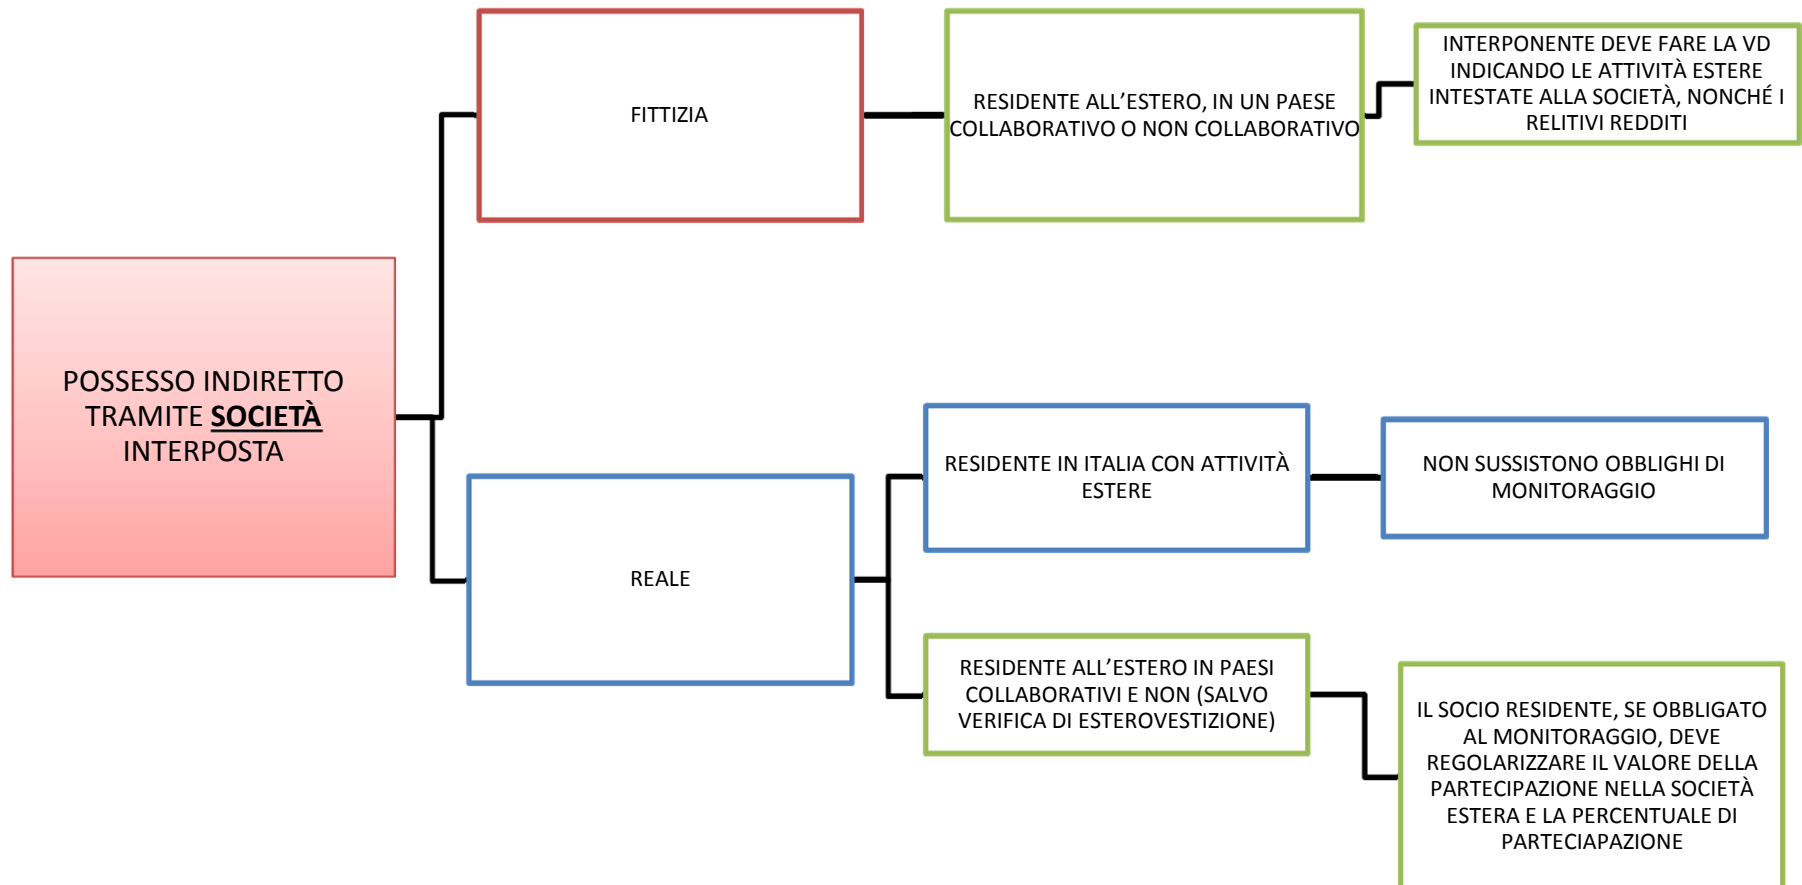 POSSESSO INDIRETTO
TRAMITE SOCIETÀ
INTERPOSTA
FITTIZIA
RESIDENTE ALL’ESTERO, IN UN PAESE
COLLABORATIVO O NON COLLABORATIVO
INTERPONENTE DEVE FARE LA VD
INDICANDO LE ATTIVITÀ ESTERE
INTESTATE ALLA SOCIETÀ, NONCHÉ I
RELITIVI REDDITI
REALE
RESIDENTE IN ITALIA CON ATTIVITÀ
ESTERE
NON SUSSISTONO OBBLIGHI DI
MONITORAGGIO
RESIDENTE ALL’ESTERO IN PAESI
COLLABORATIVI E NON (SALVO
VERIFICA DI ESTEROVESTIZIONE)
IL SOCIO RESIDENTE, SE OBBLIGATO
AL MONITORAGGIO, DEVE
REGOLARIZZARE IL VALORE DELLA
PARTECIPAZIONE NELLA SOCIETÀ
ESTERA E LA PERCENTUALE DI
PARTECIAPAZIONE